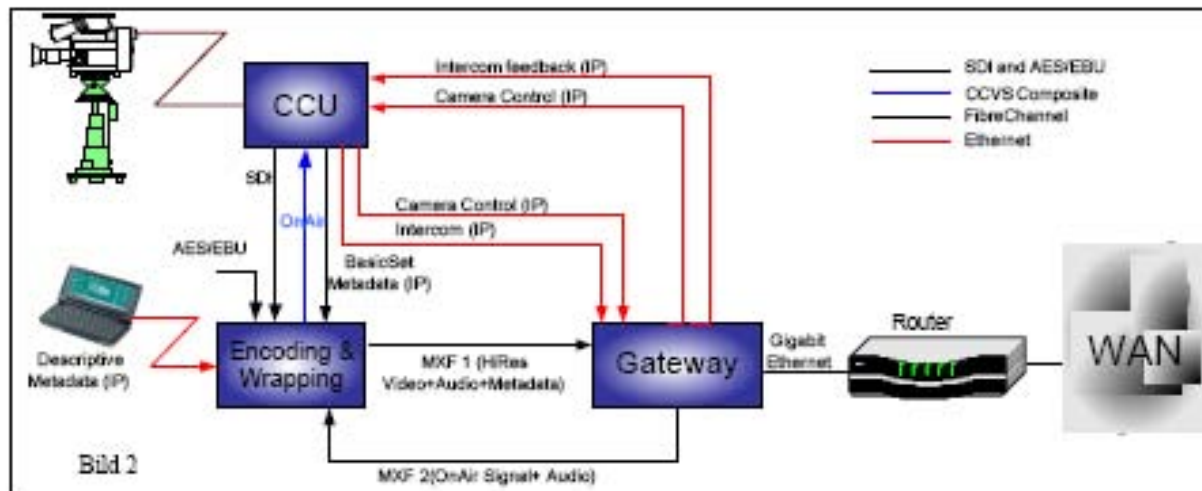 Intercom feedback (IP)
Camera Control (IP)
CCU
SDI and AES/EBU
CCVS Composite
FibreChannel
Ethernet
SDI
OnAir
Camera Control (IP)
Intercom (IP)
AES/EBU
BasicSet
Metadata (IP)
Descriptive
Metadata (IP)
Encoding &
Wrapping
MXF 1 (HiRes
Video+Audio+Metadata)
Gateway
Gigabit
Ethernet
Router
WAN
Bild 2
MXF 2(OnAir Signal+ Audio)